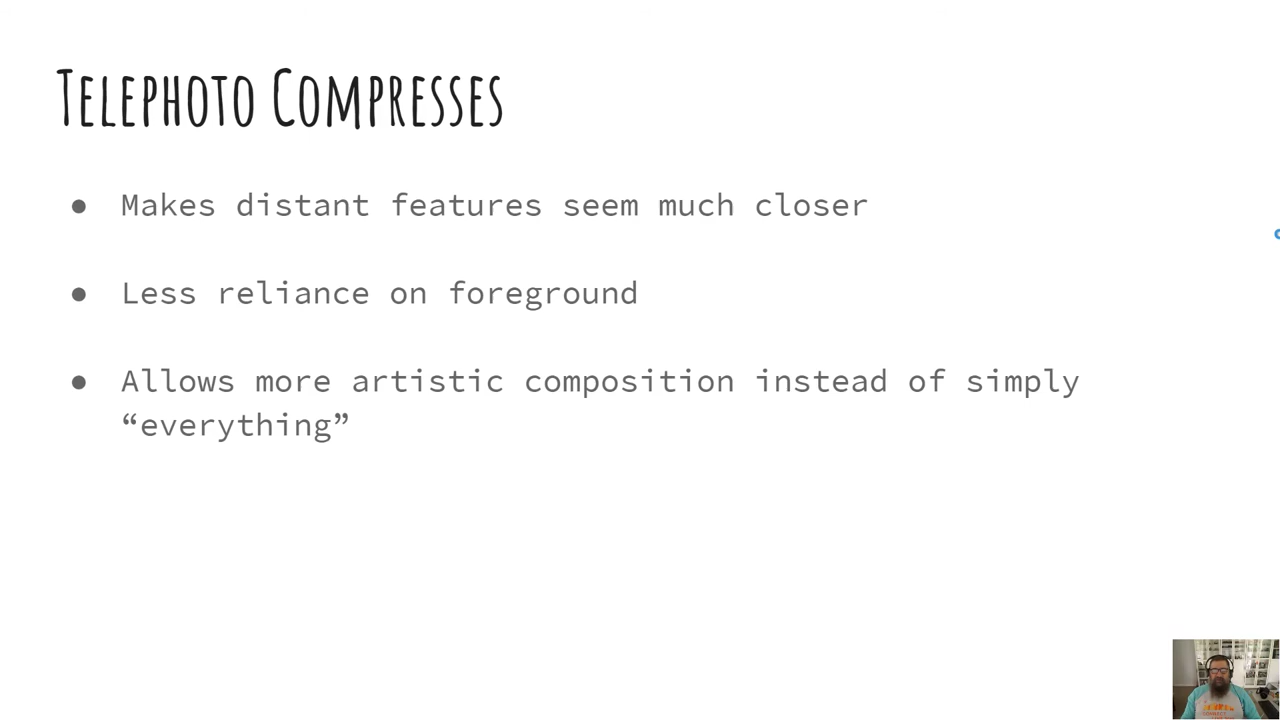 Telephoto Compresses
● Makes distant features seem much closer
● Less reliance on foreground
● Allows more artistic composition instead of simply
“everything”